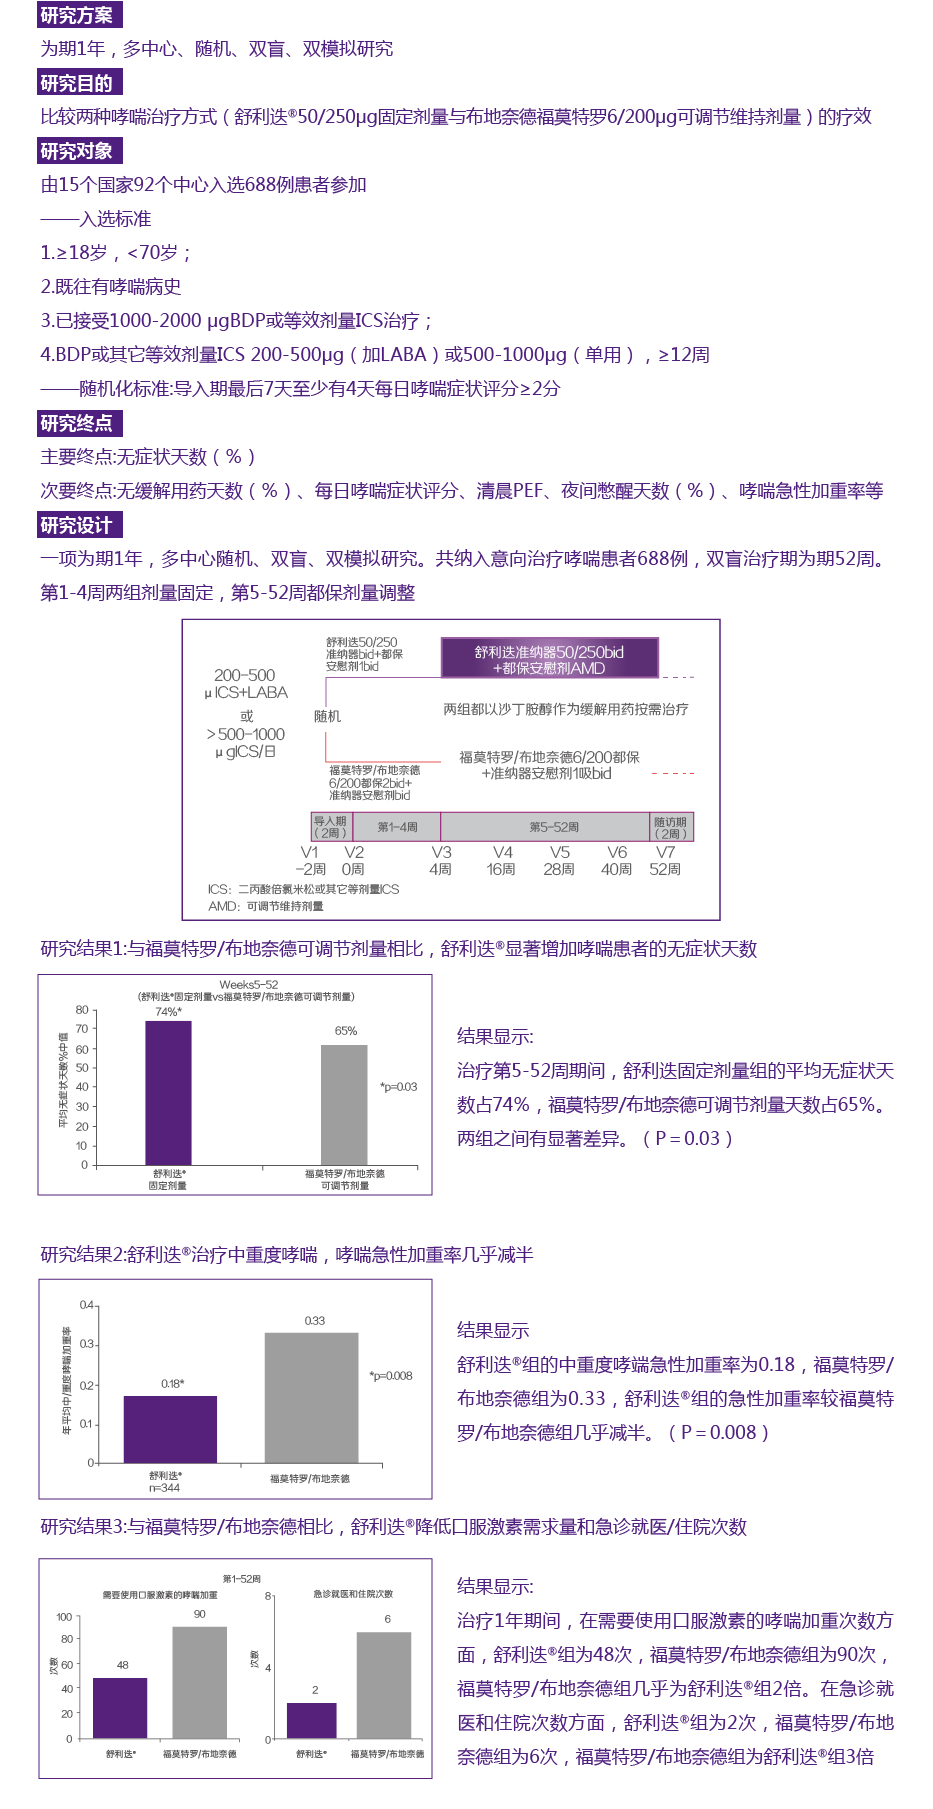 研究方案
为期1年，多中心、随机、双盲、双模拟研究
研究目的
比较两种哮喘治疗方式（舒利迭®50/250μg固定剂量与布地奈德福莫特罗6/200μg可调节维持剂量）的疗效
研究对象
由15个国家92个中心入选688例患者参加
——入选标准
1.≥18岁，<70岁；
2.既往有哮喘病史
3.已接受1000-2000 μgBDP或等效剂量ICS治疗；
4.BDP或其它等效剂量ICS 200-500μg（加LABA）或500-1000μg（单用），≥12周
——随机化标准:导入期最后7天至少有4天每日哮喘症状评分≥2分
研究终点
主要终点:无症状天数（%）
次要终点:无缓解用药天数（%）、每日哮喘症状评分、清晨PEF、夜间憋醒天数（%）、哮喘急性加重率等
研究设计
一项为期1年，多中心随机、双盲、双模拟研究。共纳入意向治疗哮喘患者688例，双盲治疗期为期52周。
第1-4周两组剂量固定，第5-52周都保剂量调整
舒利迭50/250
准纳器bid+都保
安慰剂1bid
舒利迭准纳器50/250bid
+都保安慰剂AMD
200-500
μ ICS+LABA
或
>500-1000
μ gICS/日
随机
两组都以沙丁胺醇作为缓解用药按需治疗
福莫特罗/布地奈德
6/200都保2bid+
准纳器安慰剂bid
福莫特罗/布地奈德6/200都保
+准纳器安慰剂1吸bid
导入期
（2周）
第1-4周
第5-52周
随访期
（2周）
V1 V2 V3 V4 V5 V6 V7
-2周 0周 4周 16周 28周 40周 52周
ICS：二丙酸倍氯米松或其它等剂量ICS
AMD：可调节维持剂量
研究结果1:与福莫特罗/布地奈德可调节剂量相比，舒利迭®显著增加哮喘患者的无症状天数
Weeks5-52
（舒利迭®固定剂量vs福莫特罗/布地奈德可调节剂量）
平均无症状天数%中值
80
70
60
50
40
30
20
10
0
74%*
65%
*p=0.03
舒利迭®
固定剂量
福莫特罗/布地奈德
可调节剂量
结果显示:
治疗第5-52周期间，舒利迭固定剂量组的平均无症状天
数占74%，福莫特罗/布地奈德可调节剂量天数占65%。
两组之间有显著差异。（P＝0.03）
研究结果2:舒利迭®治疗中重度哮喘，哮喘急性加重率几乎减半
年平均中/重度哮喘加重率
0.4
0.3
0.2
0.1
0
0.18*
0.33
*p=0.008
舒利迭®
n=344
福莫特罗/布地奈德
结果显示
舒利迭®组的中重度哮喘急性加重率为0.18，福莫特罗/
布地奈德组为0.33，舒利迭®组的急性加重率较福莫特
罗/布地奈德组几乎减半。（P＝0.008）
研究结果3:与福莫特罗/布地奈德相比，舒利迭®降低口服激素需求量和急诊就医/住院次数
第1-52周
需要使用口服激素的哮喘加重
次数
100
80
60
40
20
0
48
90
舒利迭®
福莫特罗/布地奈德
急诊就医和住院次数
次数
8
4
0
2
6
舒利迭®
福莫特罗/布地奈德
结果显示:
治疗1年期间，在需要使用口服激素的哮喘加重次数方
面，舒利迭®组为48次，福莫特罗/布地奈德组为90次，
福莫特罗/布地奈德组几乎为舒利迭®组2倍。在急诊就
医和住院次数方面，舒利迭®组为2次，福莫特罗/布地
奈德组为6次，福莫特罗/布地奈德组为舒利迭®组3倍